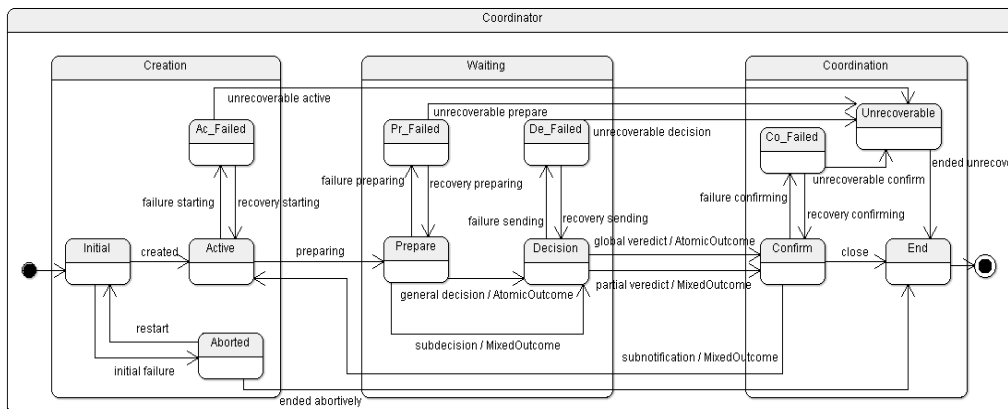 Coordinator
Creation
Waiting
Coordination
unrecoverable active
unrecoverable prepare
Unrecoverable
Ac_Failed
Pr_Failed
De_Failed
unrecoverable decision
Co_Failed
ended unrecove
failure preparing
recovery preparing
unrecoverable confirm
failure starting
recovery starting
failure confirming
failure sending
recovery sending
recovery confirming
Initial
created
Active
preparing
Prepare
Decision
global veredict / AtomicOutcome
Confirm
close
End
general decision / AtomicOutcome
partial veredict / MixedOutcome
restart
Aborted
subdecision / MixedOutcome
subnotification / MixedOutcome
initial failure
ended abortively